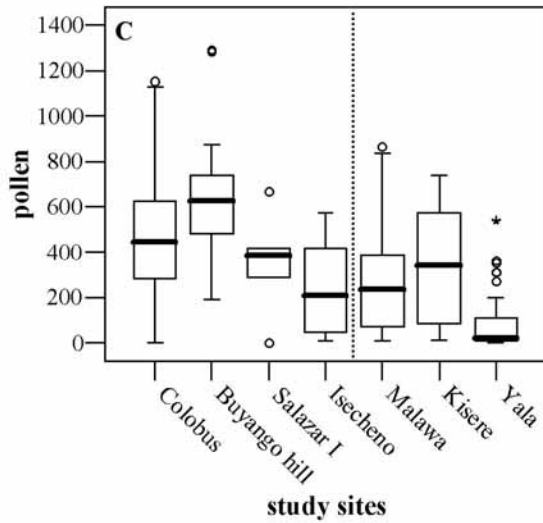 C
1400
1200
1000
800
600
400
200
0
pollen
*
Colobus
Buyango hill
Salazar I
Isecheno
Malawa
Kisere
Yala
study sites